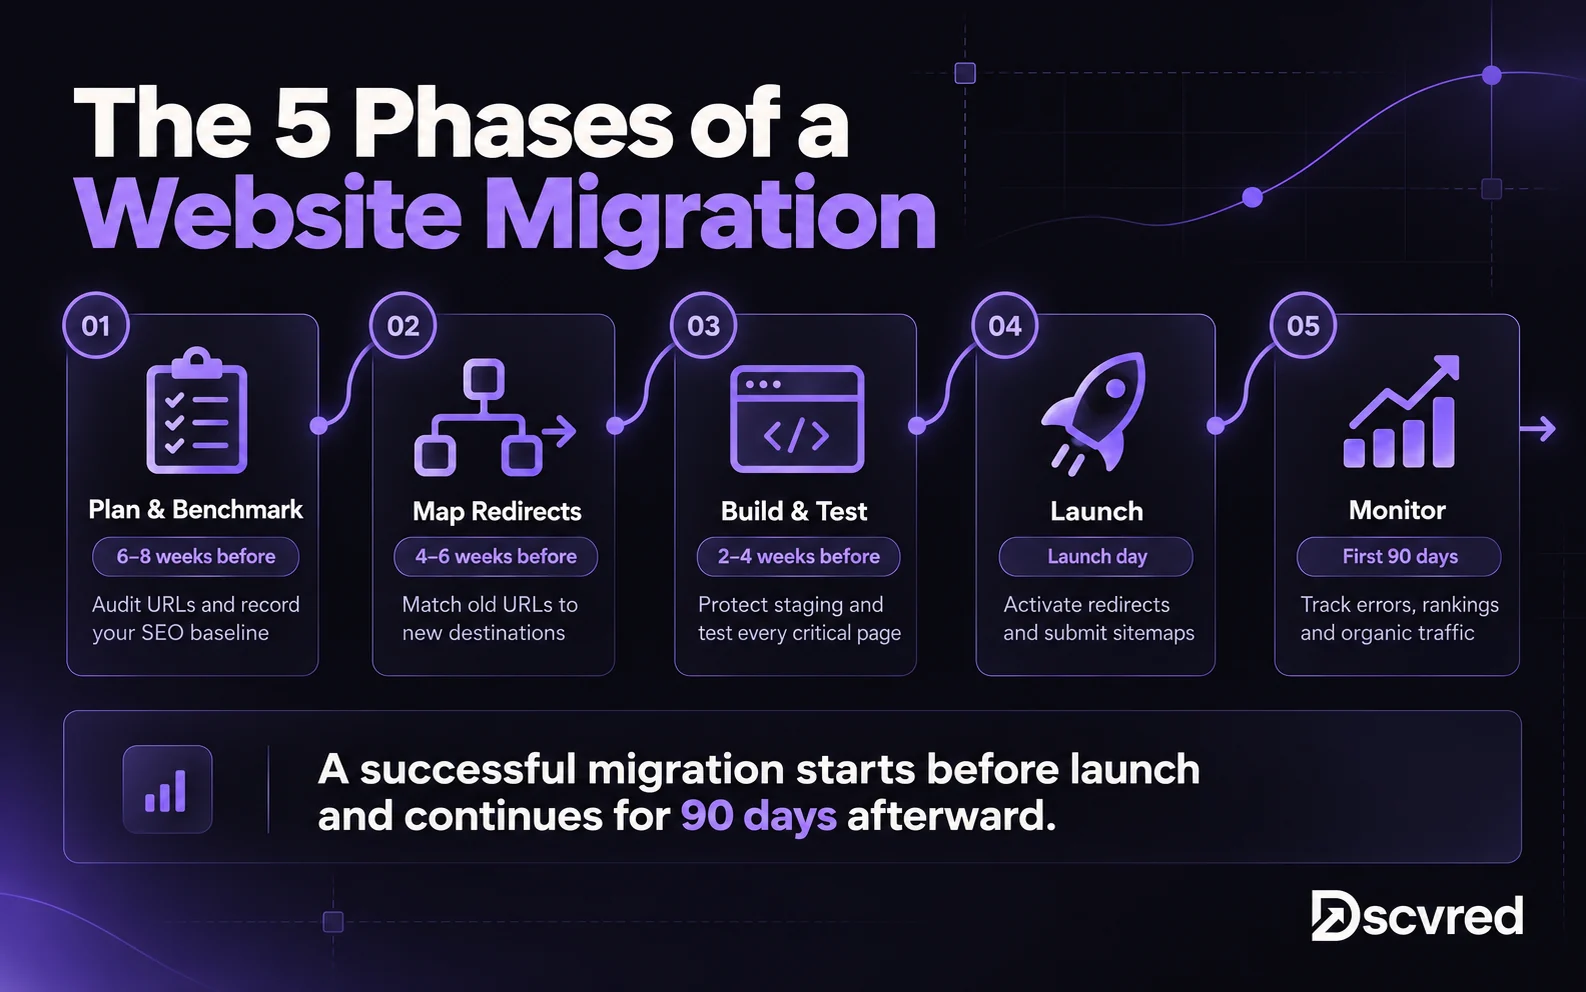 The 5 Phases of a
Website Migration
01
Plan & Benchmark
6–8 weeks before
Audit URLs and record
your SEO baseline
02
Map Redirects
4–6 weeks before
Match old URLs to
new destinations
03
</>
Build & Test
2–4 weeks before
Protect staging and
test every critical page
04
Launch
Launch day
Activate redirects
and submit sitemaps
05
Monitor
First 90 days
Track errors, rankings
and organic traffic
A successful migration starts before launch
and continues for 90 days afterward.
Dscvred